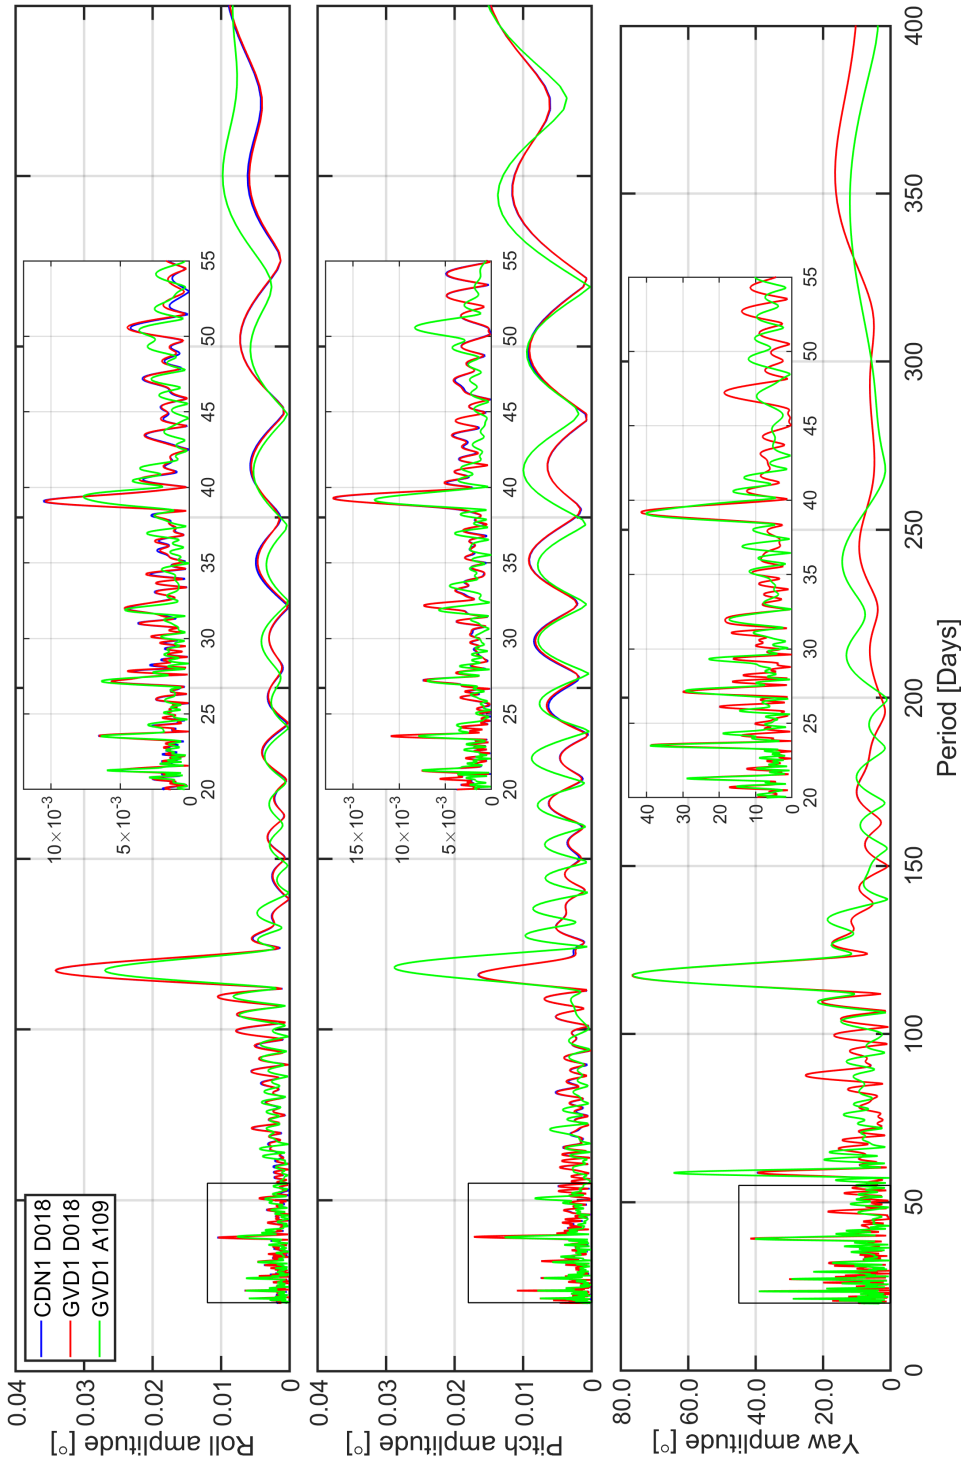 CDN1 D018
GVD1 D018
GVD1 A109
Roll amplitude [°]
0.04
0.03
0.02
0.01
0
10×10⁻³
5×10⁻³
0
20 25 30 35 40 45 50 55
Pitch amplitude [°]
0.04
0.03
0.02
0.01
0
15×10⁻³
10×10⁻³
5×10⁻³
0
20 25 30 35 40 45 50 55
Yaw amplitude [°]
80.0
60.0
40.0
20.0
0
40
30
20
10
0
20 25 30 35 40 45 50 55
0 50 100 150 200 250 300 350 400
Period [Days]